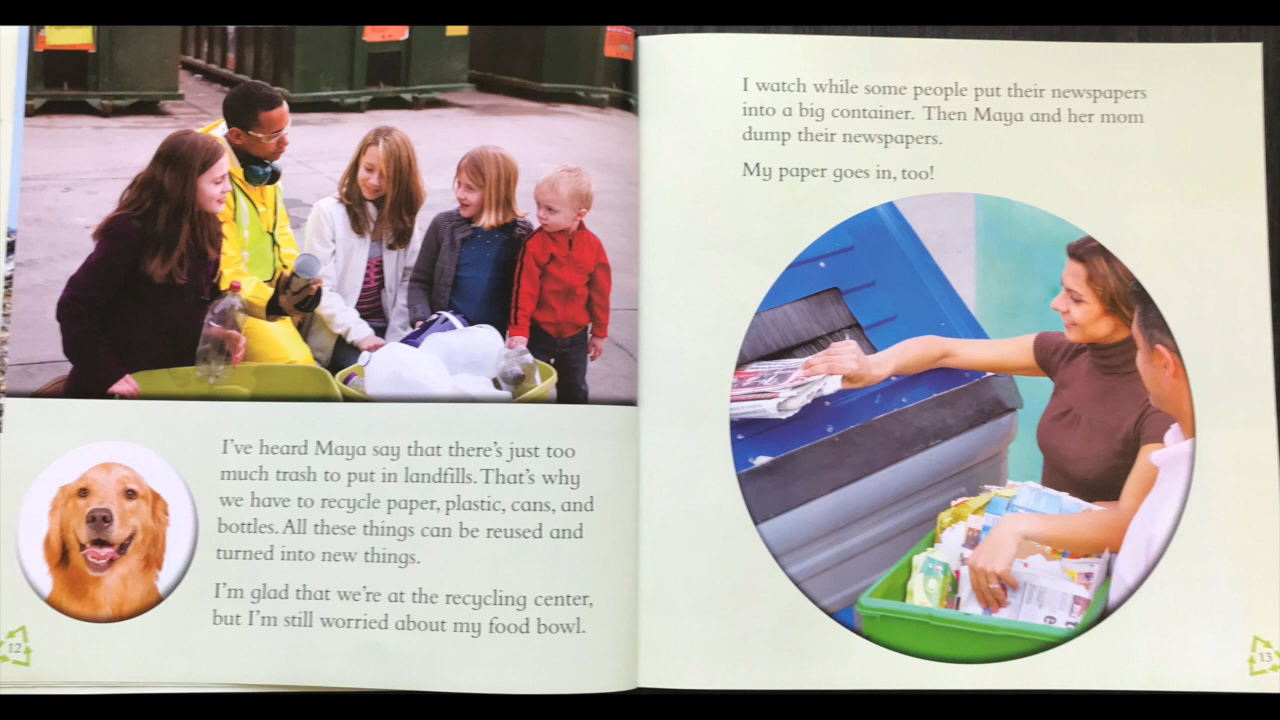 I've heard Maya say that there's just too
much trash to put in landfills. That's why
we have to recycle paper, plastic, cans, and
bottles. All these things can be reused and
turned into new things.
I'm glad that we're at the recycling center,
but I'm still worried about my food bowl.
12
I watch while some people put their newspapers
into a big container. Then Maya and her mom
dump their newspapers.
My paper goes in, too!
13